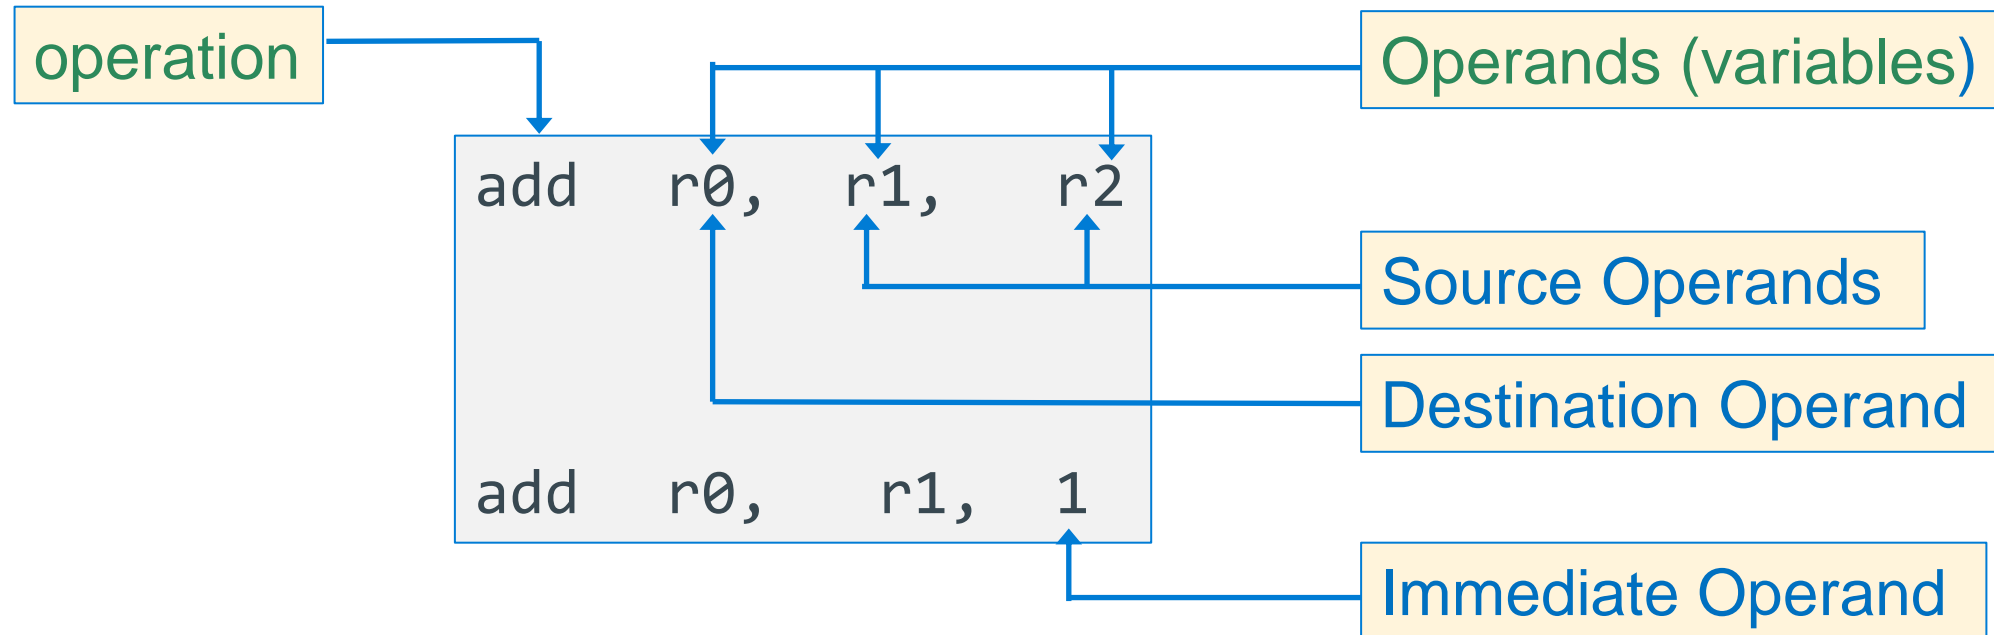 operation
Operands (variables)
add r0, r1, r2
Source Operands
Destination Operand
add r0, r1, 1
Immediate Operand